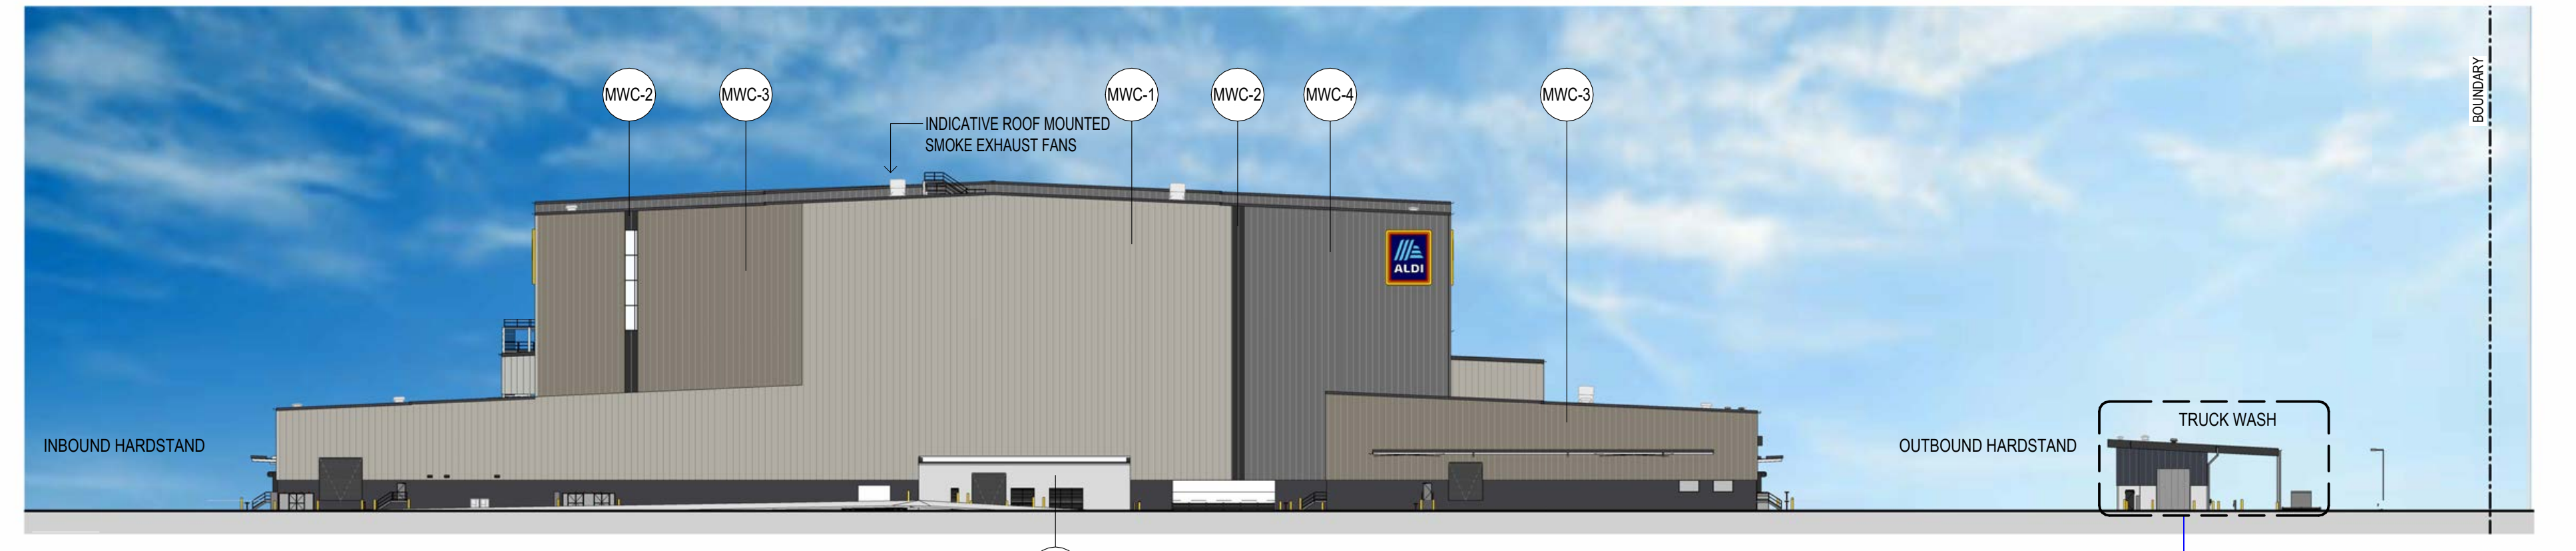 MWC-2
MWC-3
MWC-1
MWC-2
MWC-4
MWC-3
BOUNDARY
INDICATIVE ROOF MOUNTED
SMOKE EXHAUST FANS
ALDI
INBOUND HARDSTAND
OUTBOUND HARDSTAND
TRUCK WASH